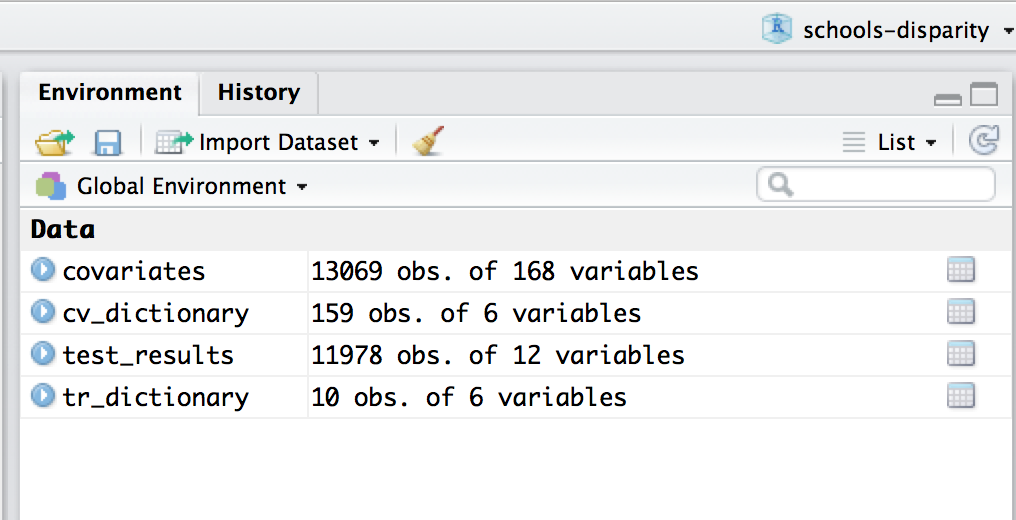 schools-disparity
Environment History
Import Dataset List
Global Environment
Data
covariates 13069 obs. of 168 variables
cv_dictionary 159 obs. of 6 variables
test_results 11978 obs. of 12 variables
tr_dictionary 10 obs. of 6 variables